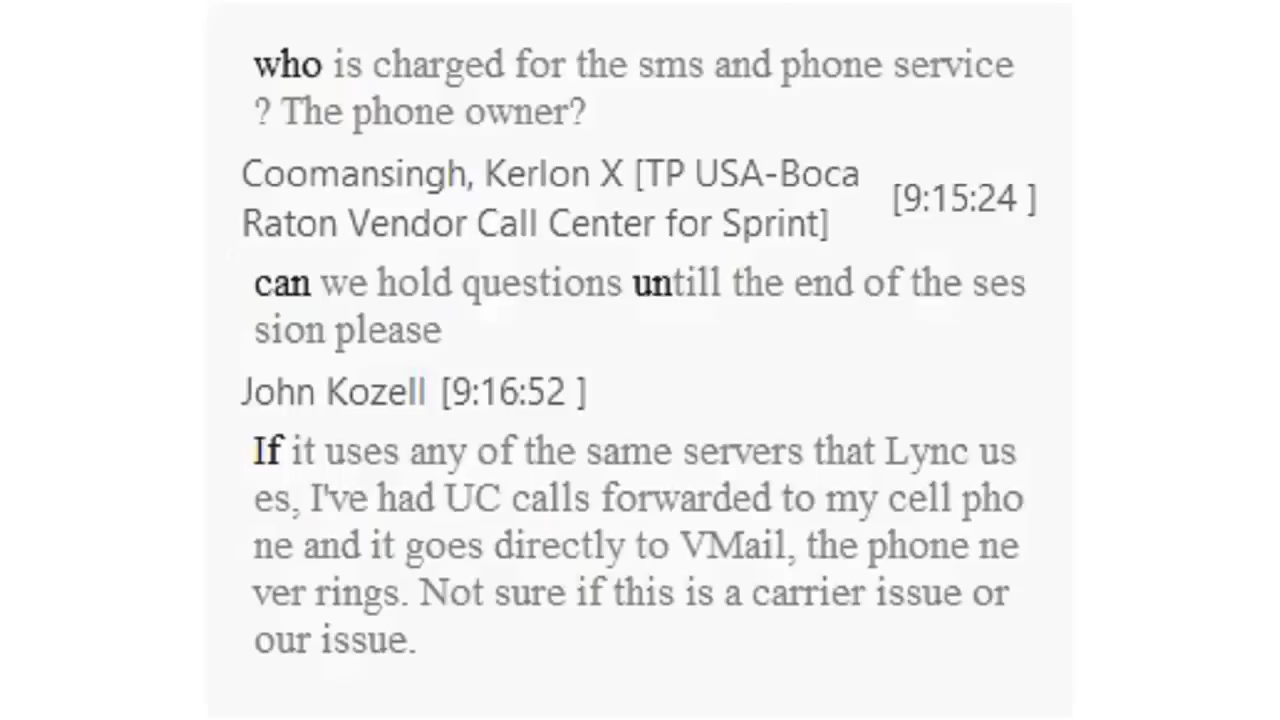 who is charged for the sms and phone service
? The phone owner?
Coomansingh, Kerlon X [TP USA-Boca
Raton Vendor Call Center for Sprint]
[9:15:24 ]
can we hold questions untill the end of the ses
sion please
John Kozell [9:16:52 ]
If it uses any of the same servers that Lync us
es, I've had UC calls forwarded to my cell pho
ne and it goes directly to VMail, the phone ne
ver rings. Not sure if this is a carrier issue or
our issue.